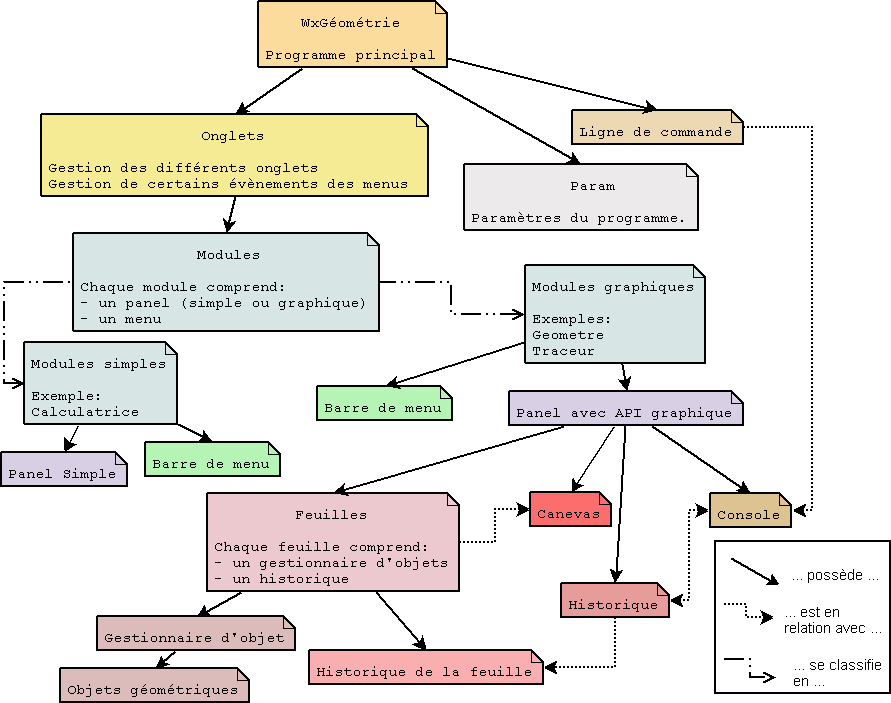 WxGéométrie
Programme principal
Ligne de commande
Onglets
Gestion des différents onglets
Gestion de certains évènements des menus
Param
Paramètres du programme.
Modules
Chaque module comprend:
- un panel (simple ou graphique)
- un menu
Modules graphiques
Exemples:
Geometre
Traceur
Modules simples
Exemple:
Calculatrice
Barre de menu
Panel avec API graphique
Panel Simple
Barre de menu
Feuilles
Chaque feuille comprend:
- un gestionnaire d'objets
- un historique
Canevas
Console
Historique
Gestionnaire d'objet
Historique de la feuille
Objets géométriques
... possède ...
... est en
relation avec ...
... se classifie
en ...